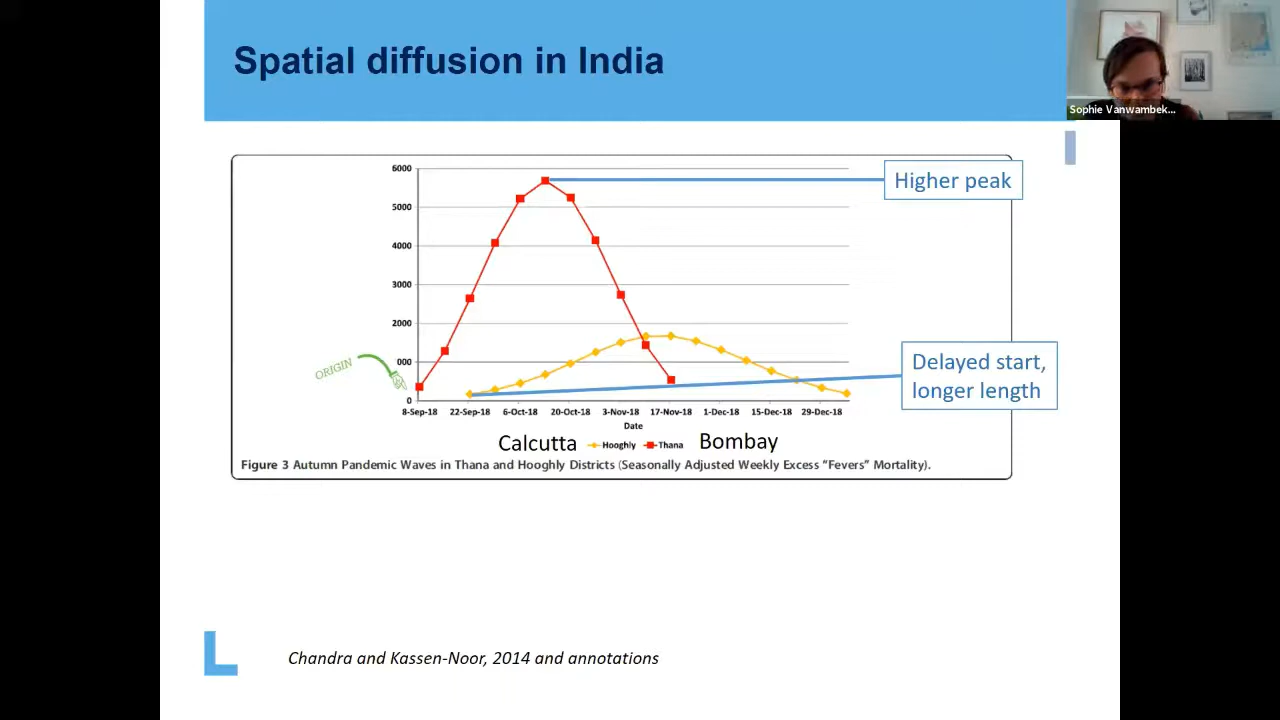 Spatial diffusion in India
Sophie Vanwambek...
6000
Higher peak
5000
4000
3000
2000
ORIGIN
000
Delayed start,
longer length
0
8-Sep-18 22-Sep-18 6-Oct-18 20-Oct-18 3-Nov-18 17-Nov-18 1-Dec-18 15-Dec-18 29-Dec-18
Date
Calcutta Hooghly Thana Bombay
Figure 3 Autumn Pandemic Waves in Thana and Hooghly Districts (Seasonally Adjusted Weekly Excess “Fevers” Mortality).
Chandra and Kassen-Noor, 2014 and annotations